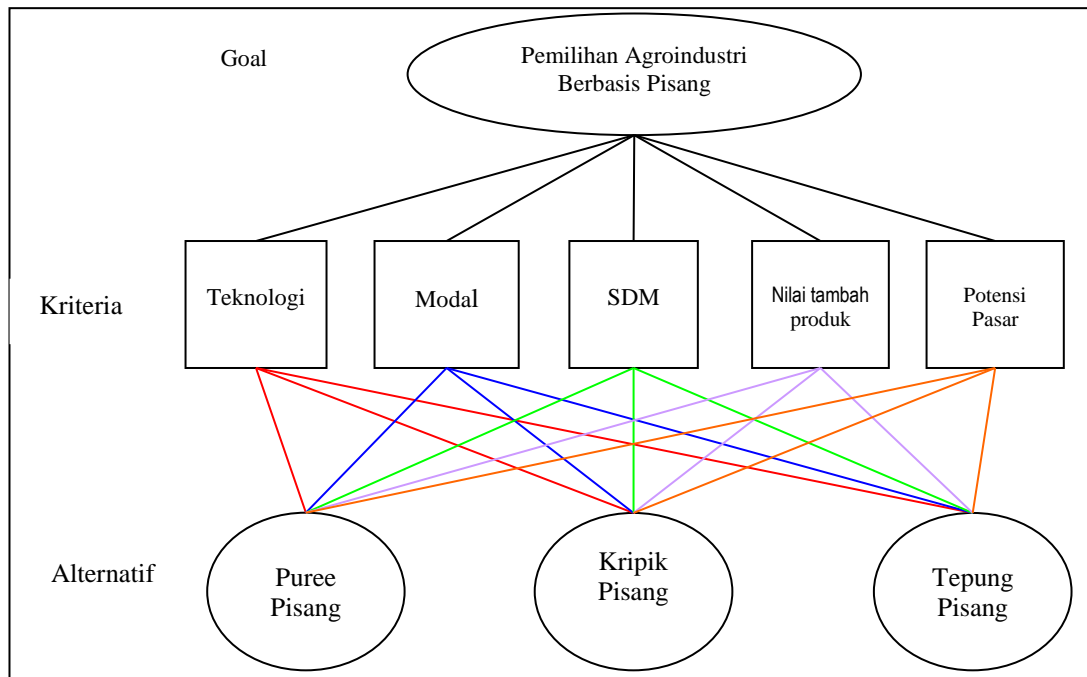 Goal
Pemilihan Agroindustri
Berbasis Pisang
Kriteria
Teknologi
Modal
SDM
Nilai tambah
produk
Potensi
Pasar
Alternatif
Puree
Pisang
Kripik
Pisang
Tepung
Pisang